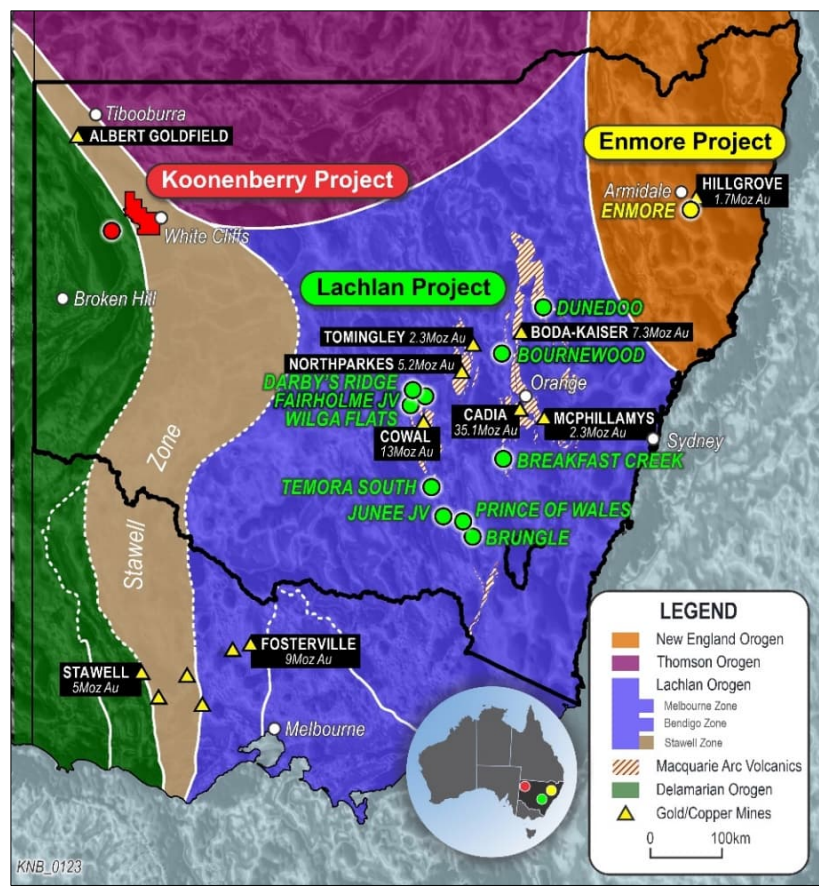 Tibooburra
ALBERT GOLDFIELD
Koonenberry Project
White Cliffs
Broken Hill
Enmore Project
Armidale
HILLGROVE
1.7Moz Au
ENMORE
Lachlan Project
DUNEDOO
TOMINGLEY 2.3Moz Au
BODA-KAISER 7.3Moz Au
NORTHPARKES 5.2Moz Au
BOURNEWOOD
DARBY'S RIDGE
FAIRHOLME JV
WILGA FLATS
Orange
CADIA
35.1Moz Au
MCPHILLAMYS
2.3Moz Au
COWAL
13Moz Au
Sydney
BREAKFAST CREEK
TEMORA SOUTH
JUNEE JV
PRINCE OF WALES
BRUNGLE
Zone
Stawell
STAWELL
5Moz Au
FOSTERVILLE
9Moz Au
Melbourne
LEGEND
New England Orogen
Thomson Orogen
Lachlan Orogen
Melbourne Zone
Bendigo Zone
Stawell Zone
Macquarie Arc Volcanics
Delamarian Orogen
Gold/Copper Mines
0 100km
KNB_0123